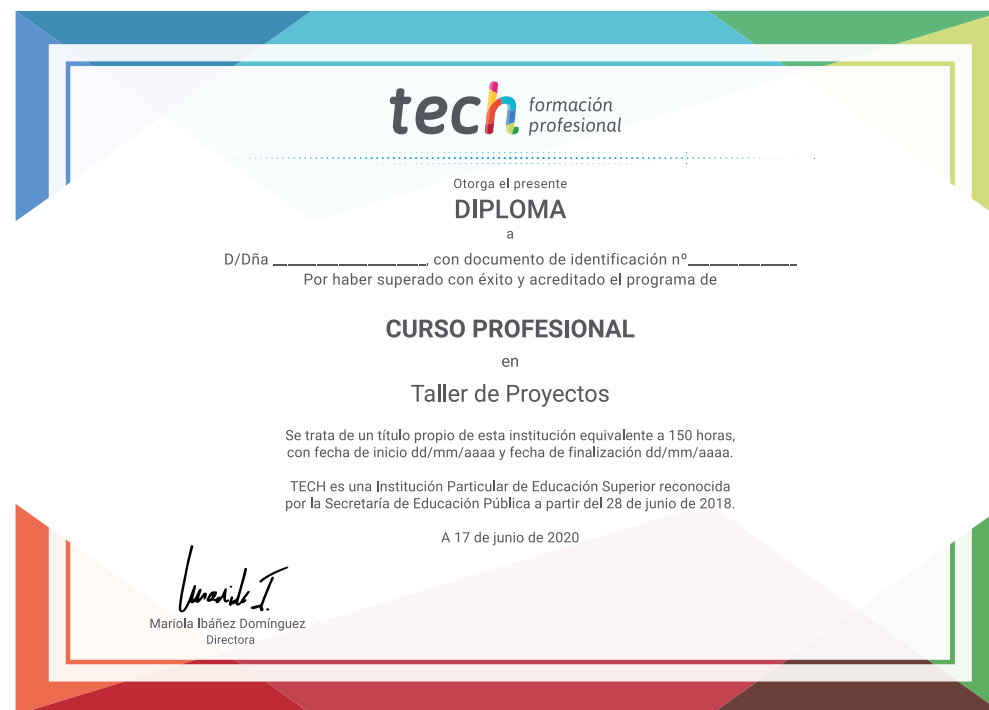 tech formación
profesional
Otorga el presente
DIPLOMA
a
D/Dña ____________________, con documento de identificación nº______________
Por haber superado con éxito y acreditado el programa de
CURSO PROFESIONAL
en
Taller de Proyectos
Se trata de un título propio de esta institución equivalente a 150 horas,
con fecha de inicio dd/mm/aaaa y fecha de finalización dd/mm/aaaa.
TECH es una Institución Particular de Educación Superior reconocida
por la Secretaría de Educación Pública a partir del 28 de junio de 2018.
A 17 de junio de 2020
Mariola Ibáñez Domínguez
Directora